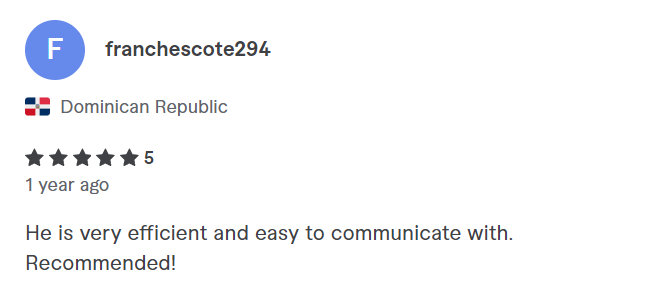 F
franchescote294
Dominican Republic
5
1 year ago
He is very efficient and easy to communicate with.
Recommended!